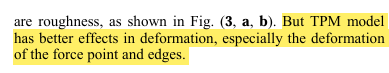 are roughness, as shown in Fig. (3, a, b). But TPM model
has better effects in deformation, especially the deformation
of the force point and edges.